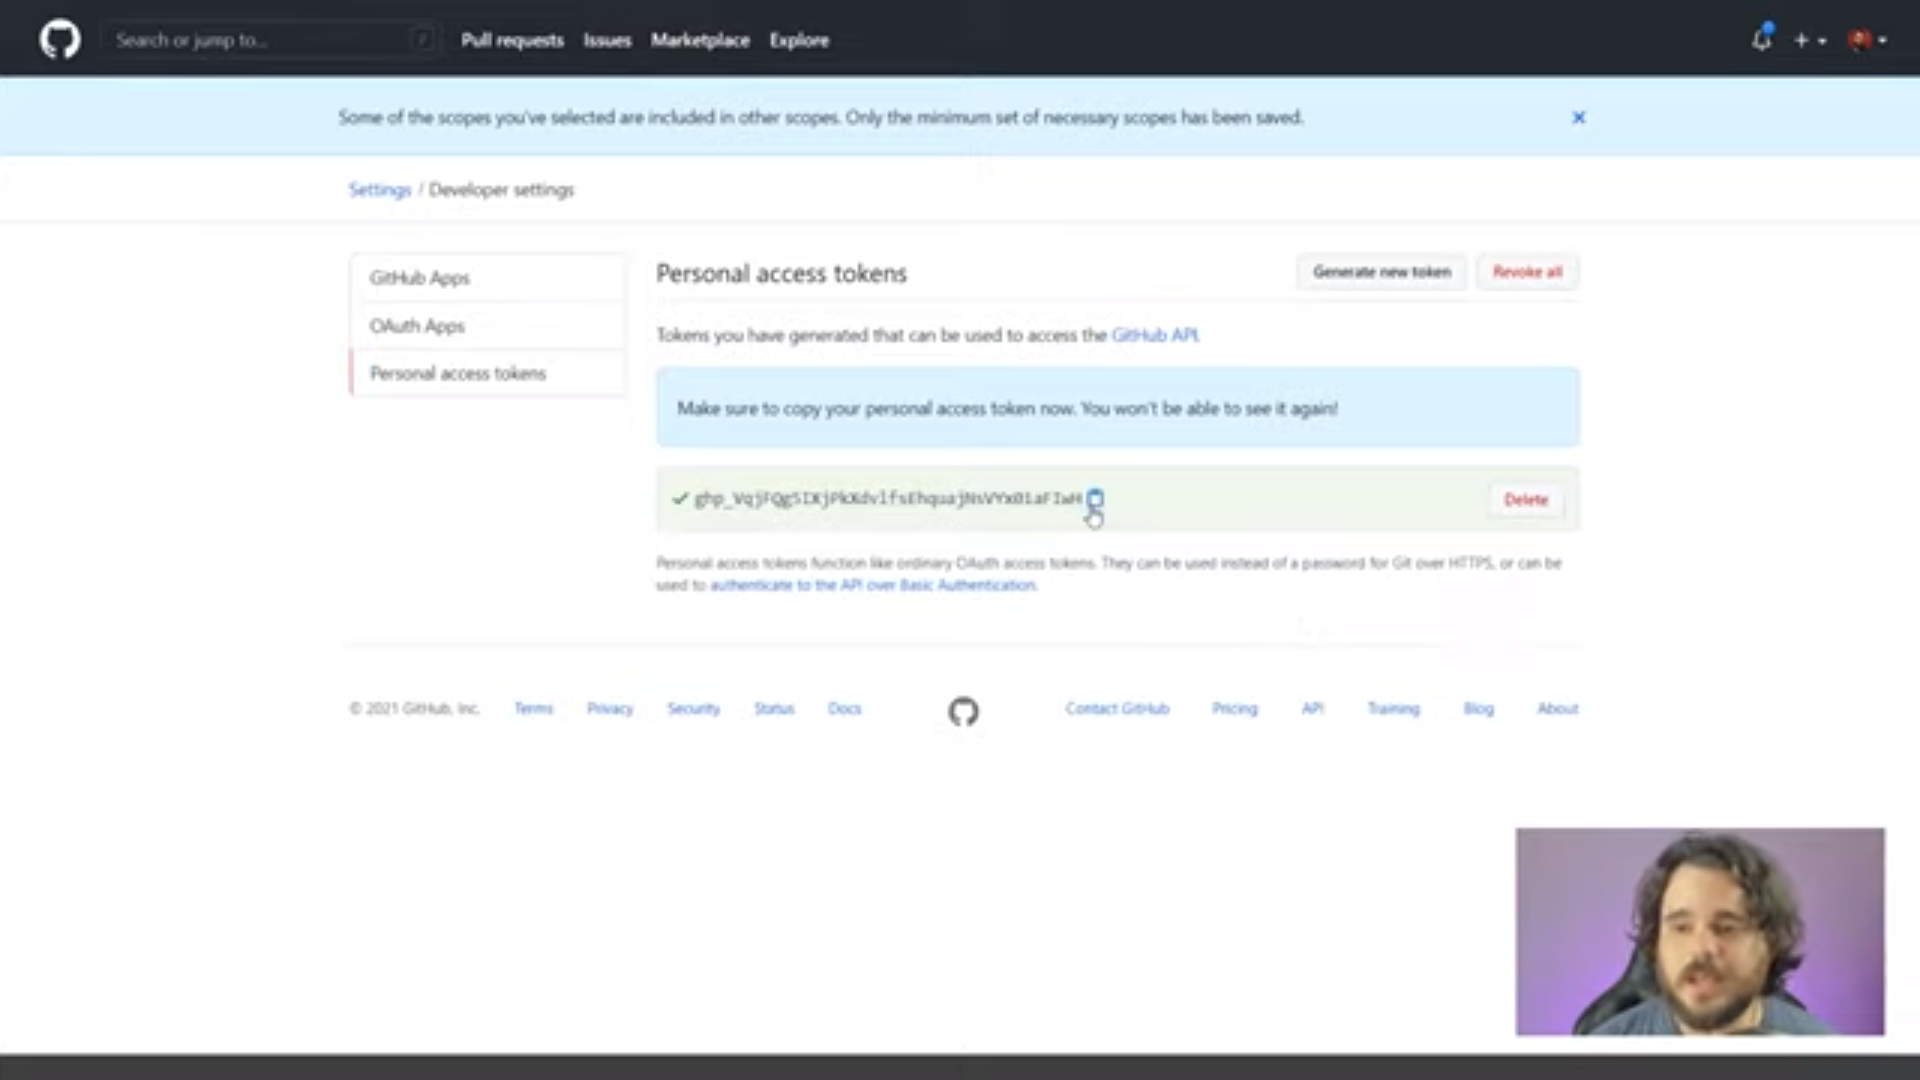 Search or jump to...
/
Pull requests Issues Marketplace Explore
Some of the scopes you've selected are included in other scopes. Only the minimum set of necessary scopes has been saved.
Settings / Developer settings
GitHub Apps
OAuth Apps
Personal access tokens
Personal access tokens
Generate new token
Revoke all
Tokens you have generated that can be used to access the GitHub API.
Make sure to copy your personal access token now. You won't be able to see it again!
Delete
Personal access tokens function like ordinary OAuth access tokens. They can be used instead of a password for Git over HTTPS, or can be
used to authenticate to the API over Basic Authentication.
© 2021 GitHub, Inc. Terms Privacy Security Status Docs Contact GitHub Pricing API Training Blog About